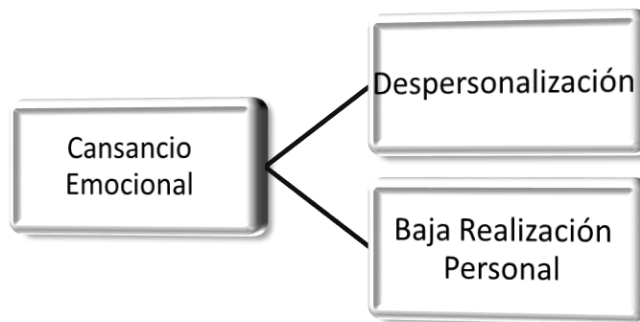 Cansancio
Emocional
Despersonalización
Baja Realización
Personal